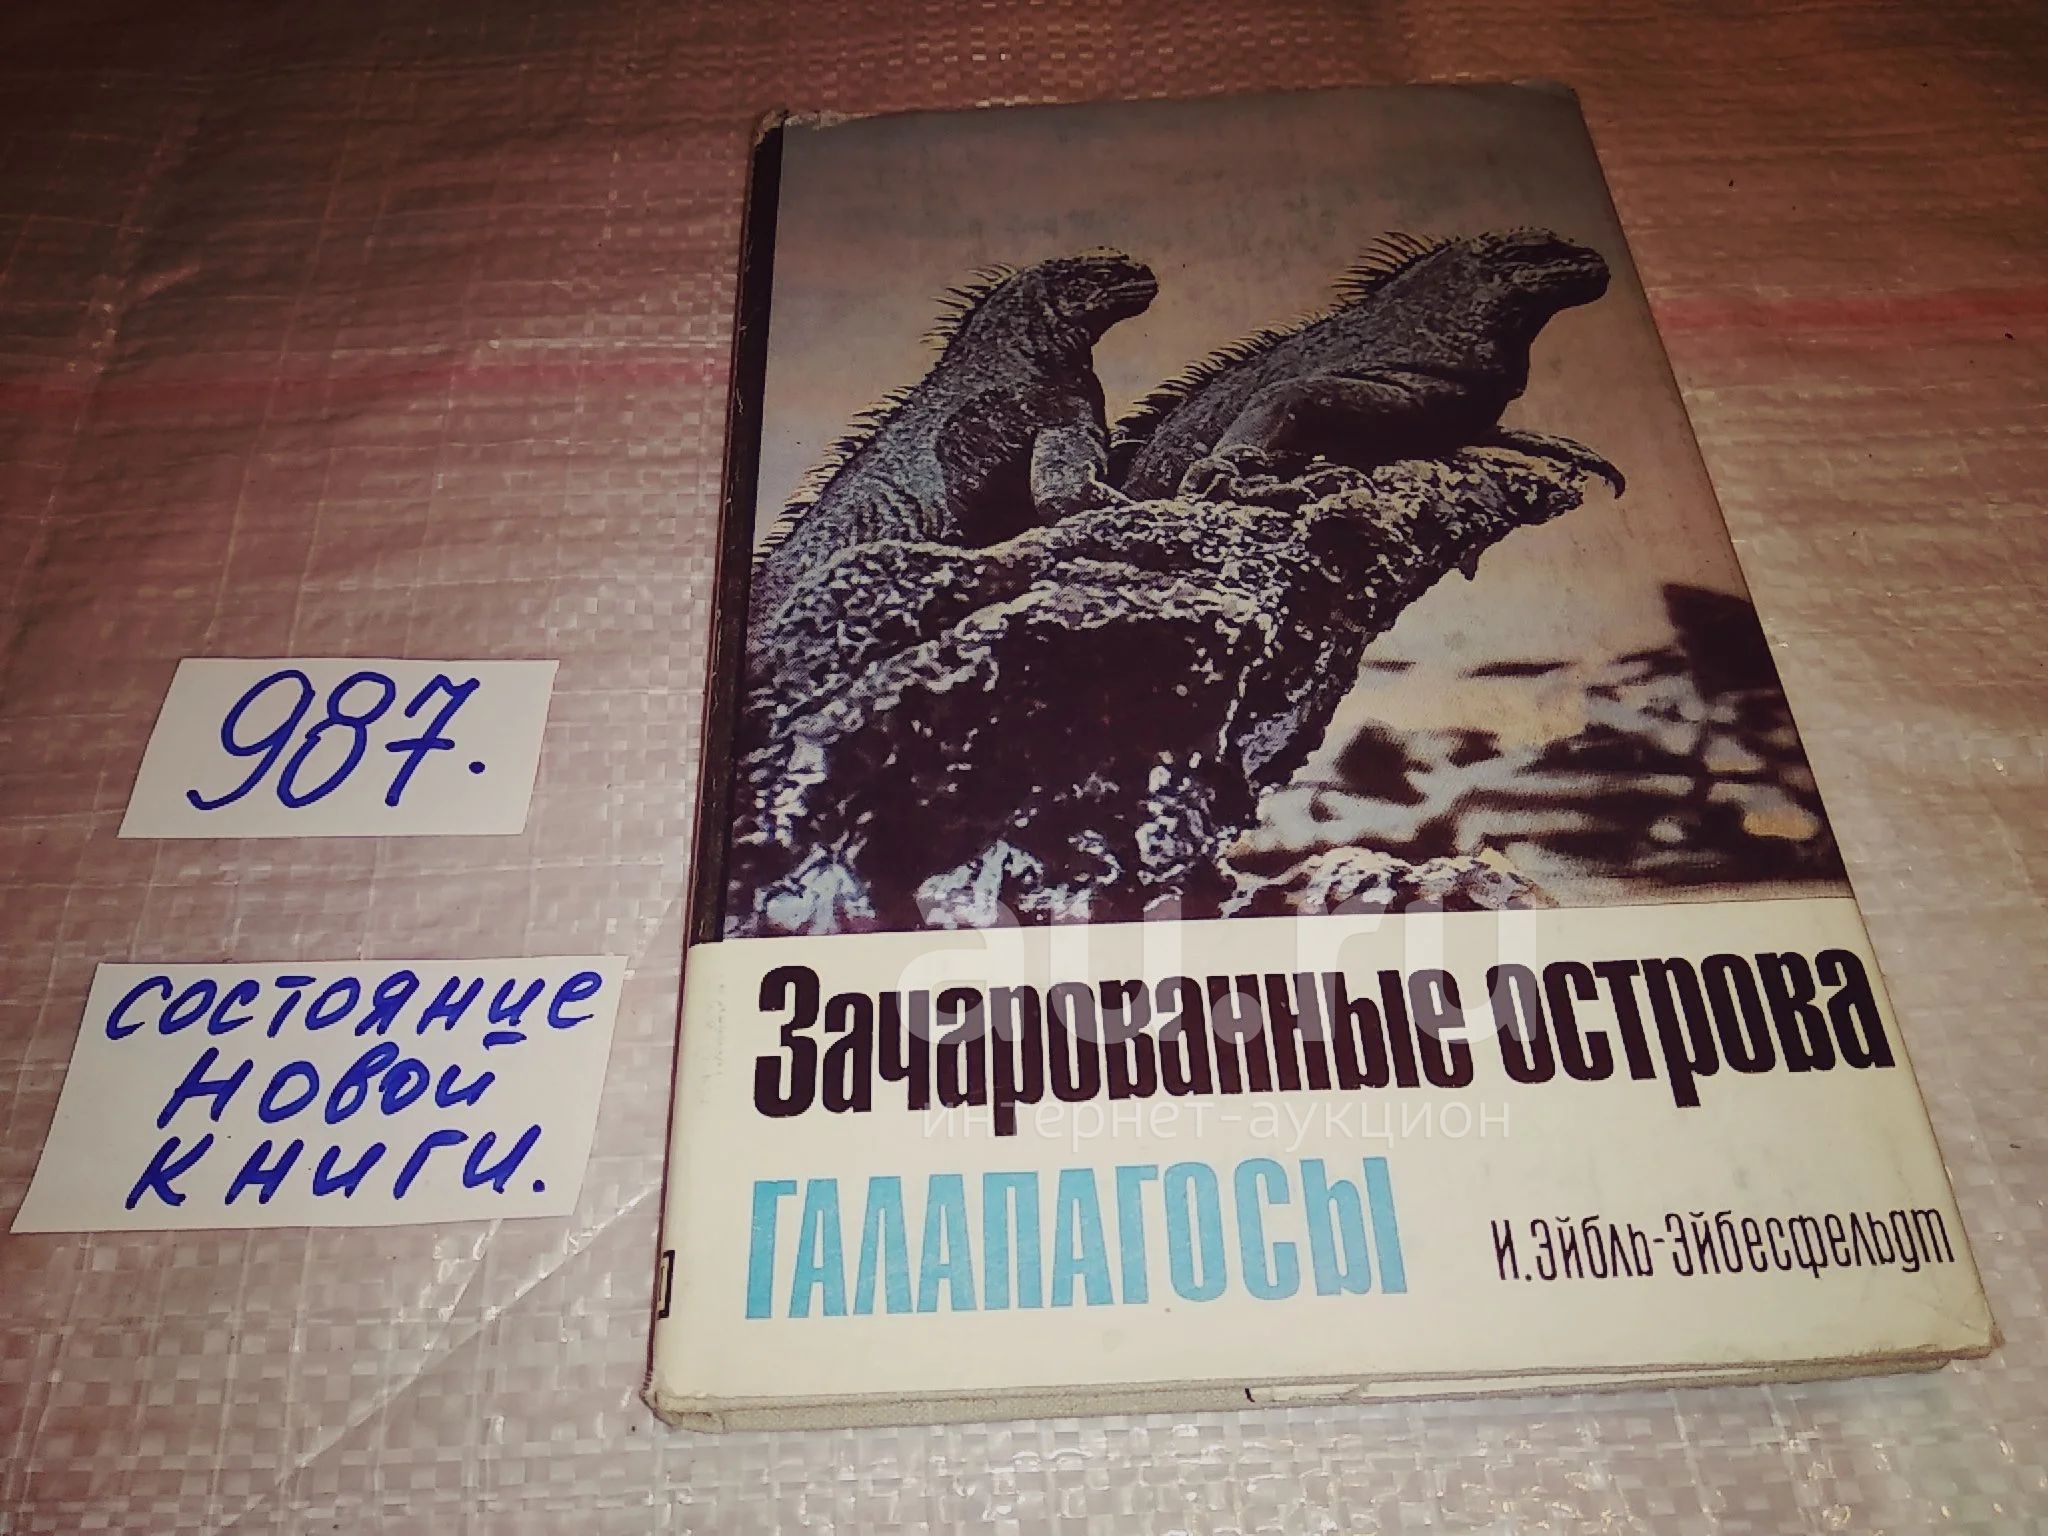 987.
состояние
новой
книги.
Зачарованные острова
ГАЛАПАГОСЫ
И. Эйбль-Эйбесфельдт
au.ru
интернет-аукцион